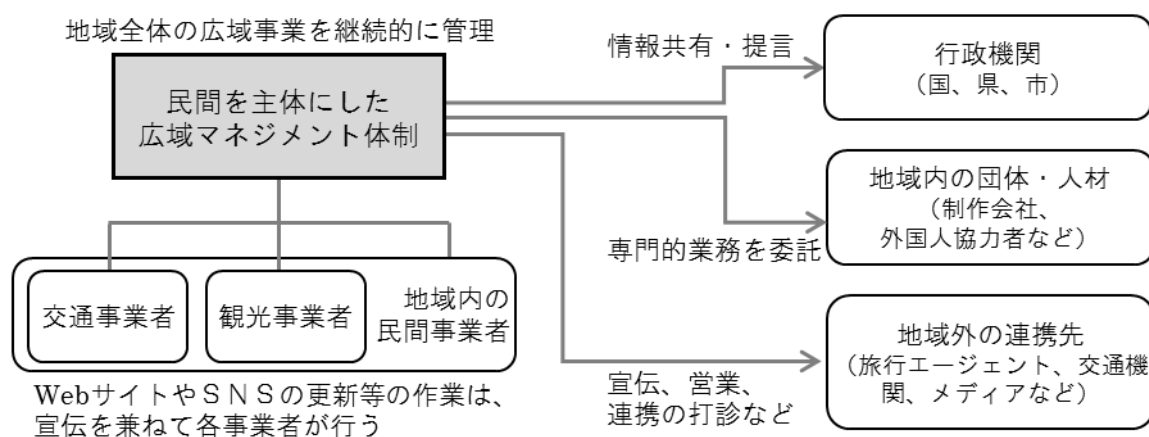 地域全体の広域事業を継続的に管理
民間を主体にした
広域マネジメント体制
交通事業者
観光事業者
地域内の
民間事業者
WebサイトやＳＮＳの更新等の作業は、
宣伝を兼ねて各事業者が行う
情報共有・提言
行政機関
（国、県、市）
専門的業務を委託
地域内の団体・人材
（制作会社、
外国人協力者など）
宣伝、営業、
連携の打診など
地域外の連携先
（旅行エージェント、交通機
関、メディアなど）